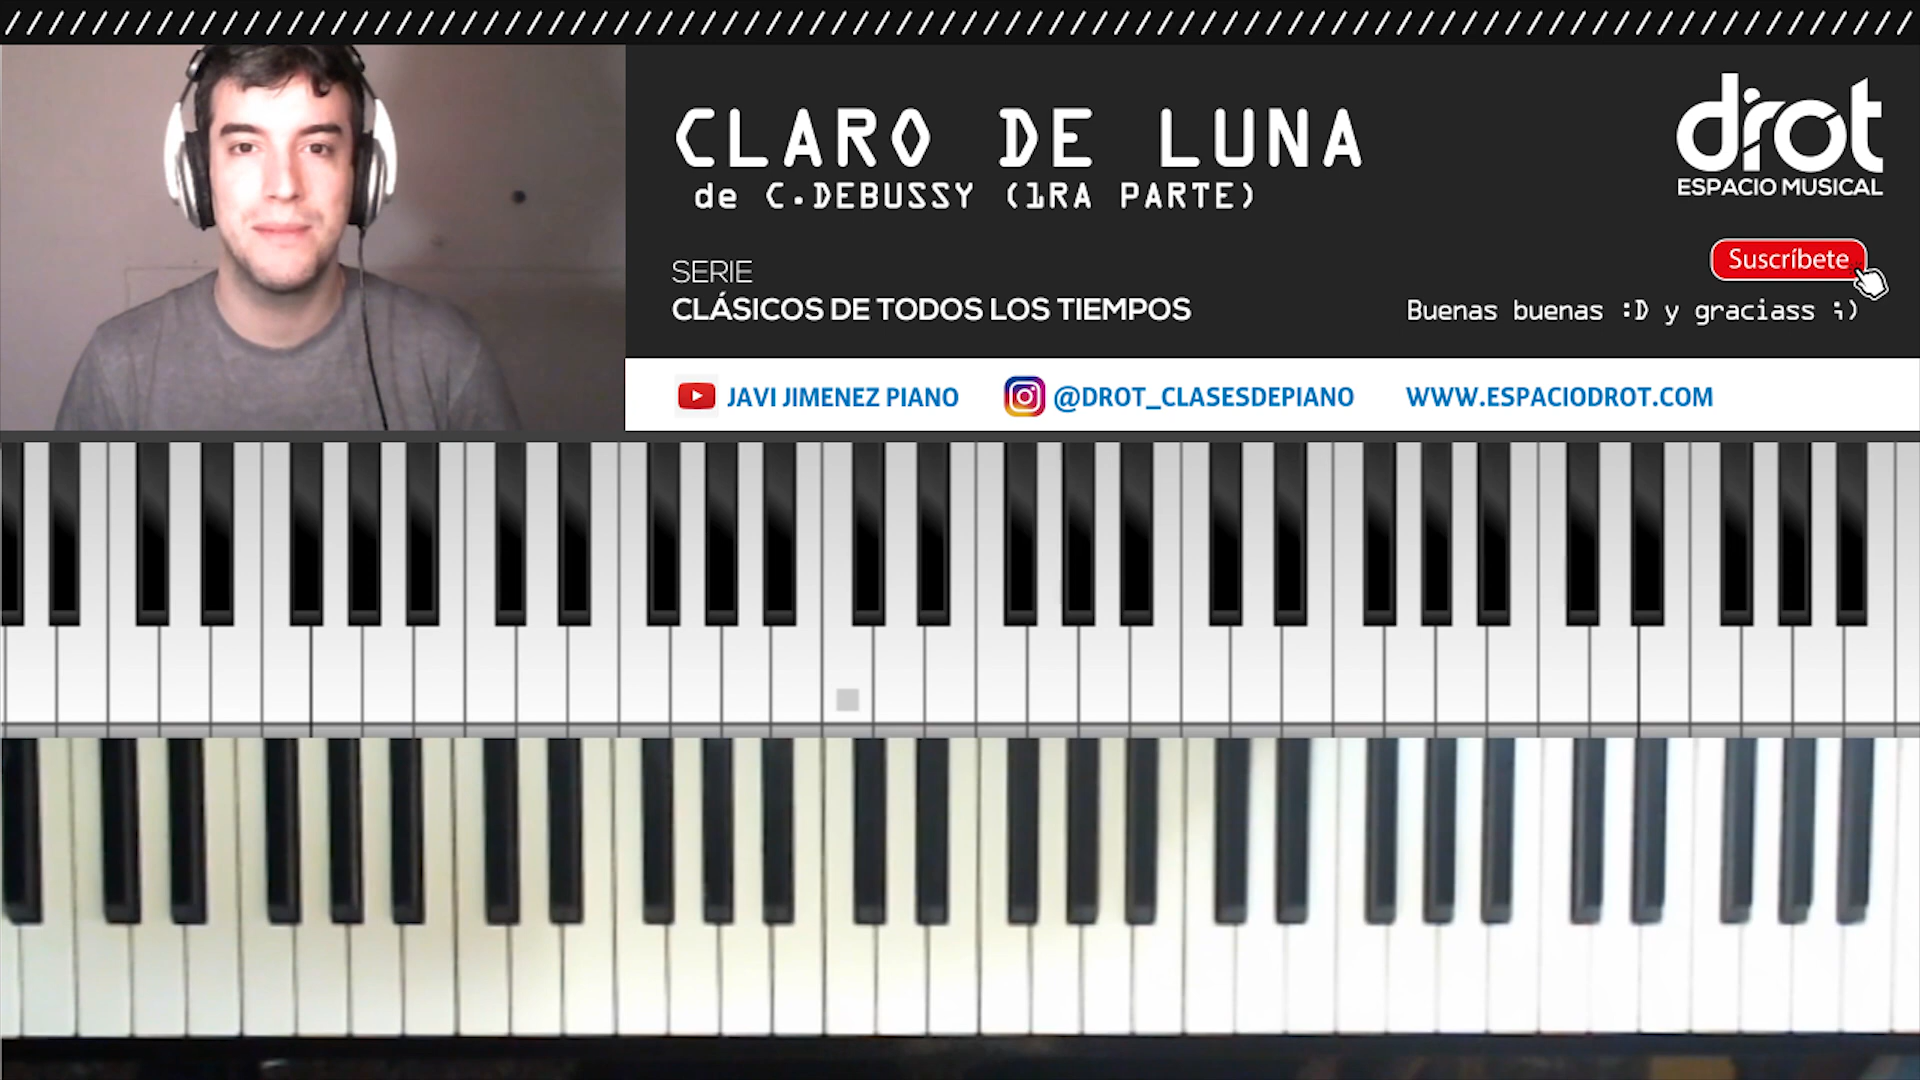 CLARO DE LUNA
de C.DEBUSSY (1RA PARTE)
drot
ESPACIO MUSICAL
SERIE
CLÁSICOS DE TODOS LOS TIEMPOS
Suscríbete
Buenas buenas :D y graciass ;)
JAVI JIMENEZ PIANO
@DROT_CLASESDEPIANO
WWW.ESPACIODROT.COM